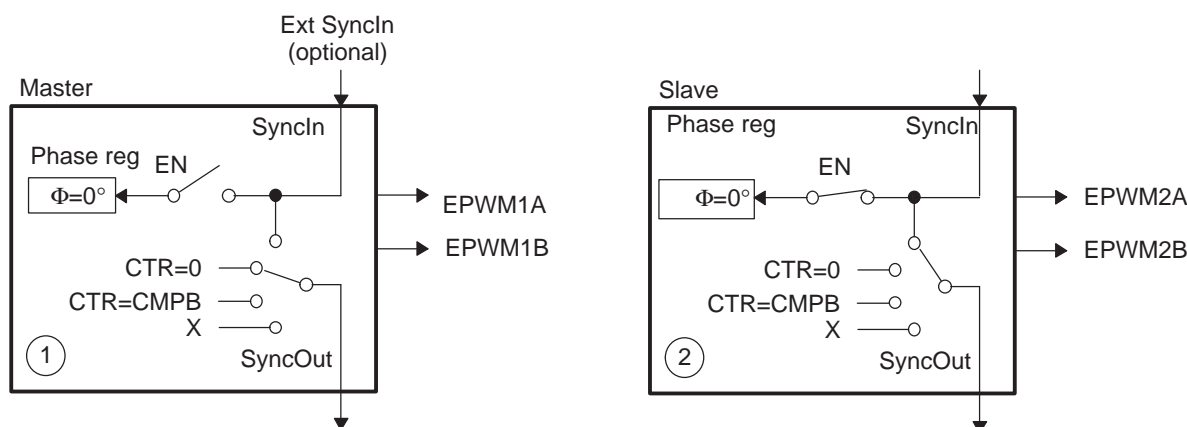 Ext SyncIn
(optional)
Master
SyncIn
Phase reg
EN
Φ=0°
EPWM1A
EPWM1B
CTR=0
CTR=CMPB
X
1
SyncOut
Slave
Phase reg
SyncIn
EN
Φ=0°
EPWM2A
EPWM2B
CTR=0
CTR=CMPB
X
2
SyncOut